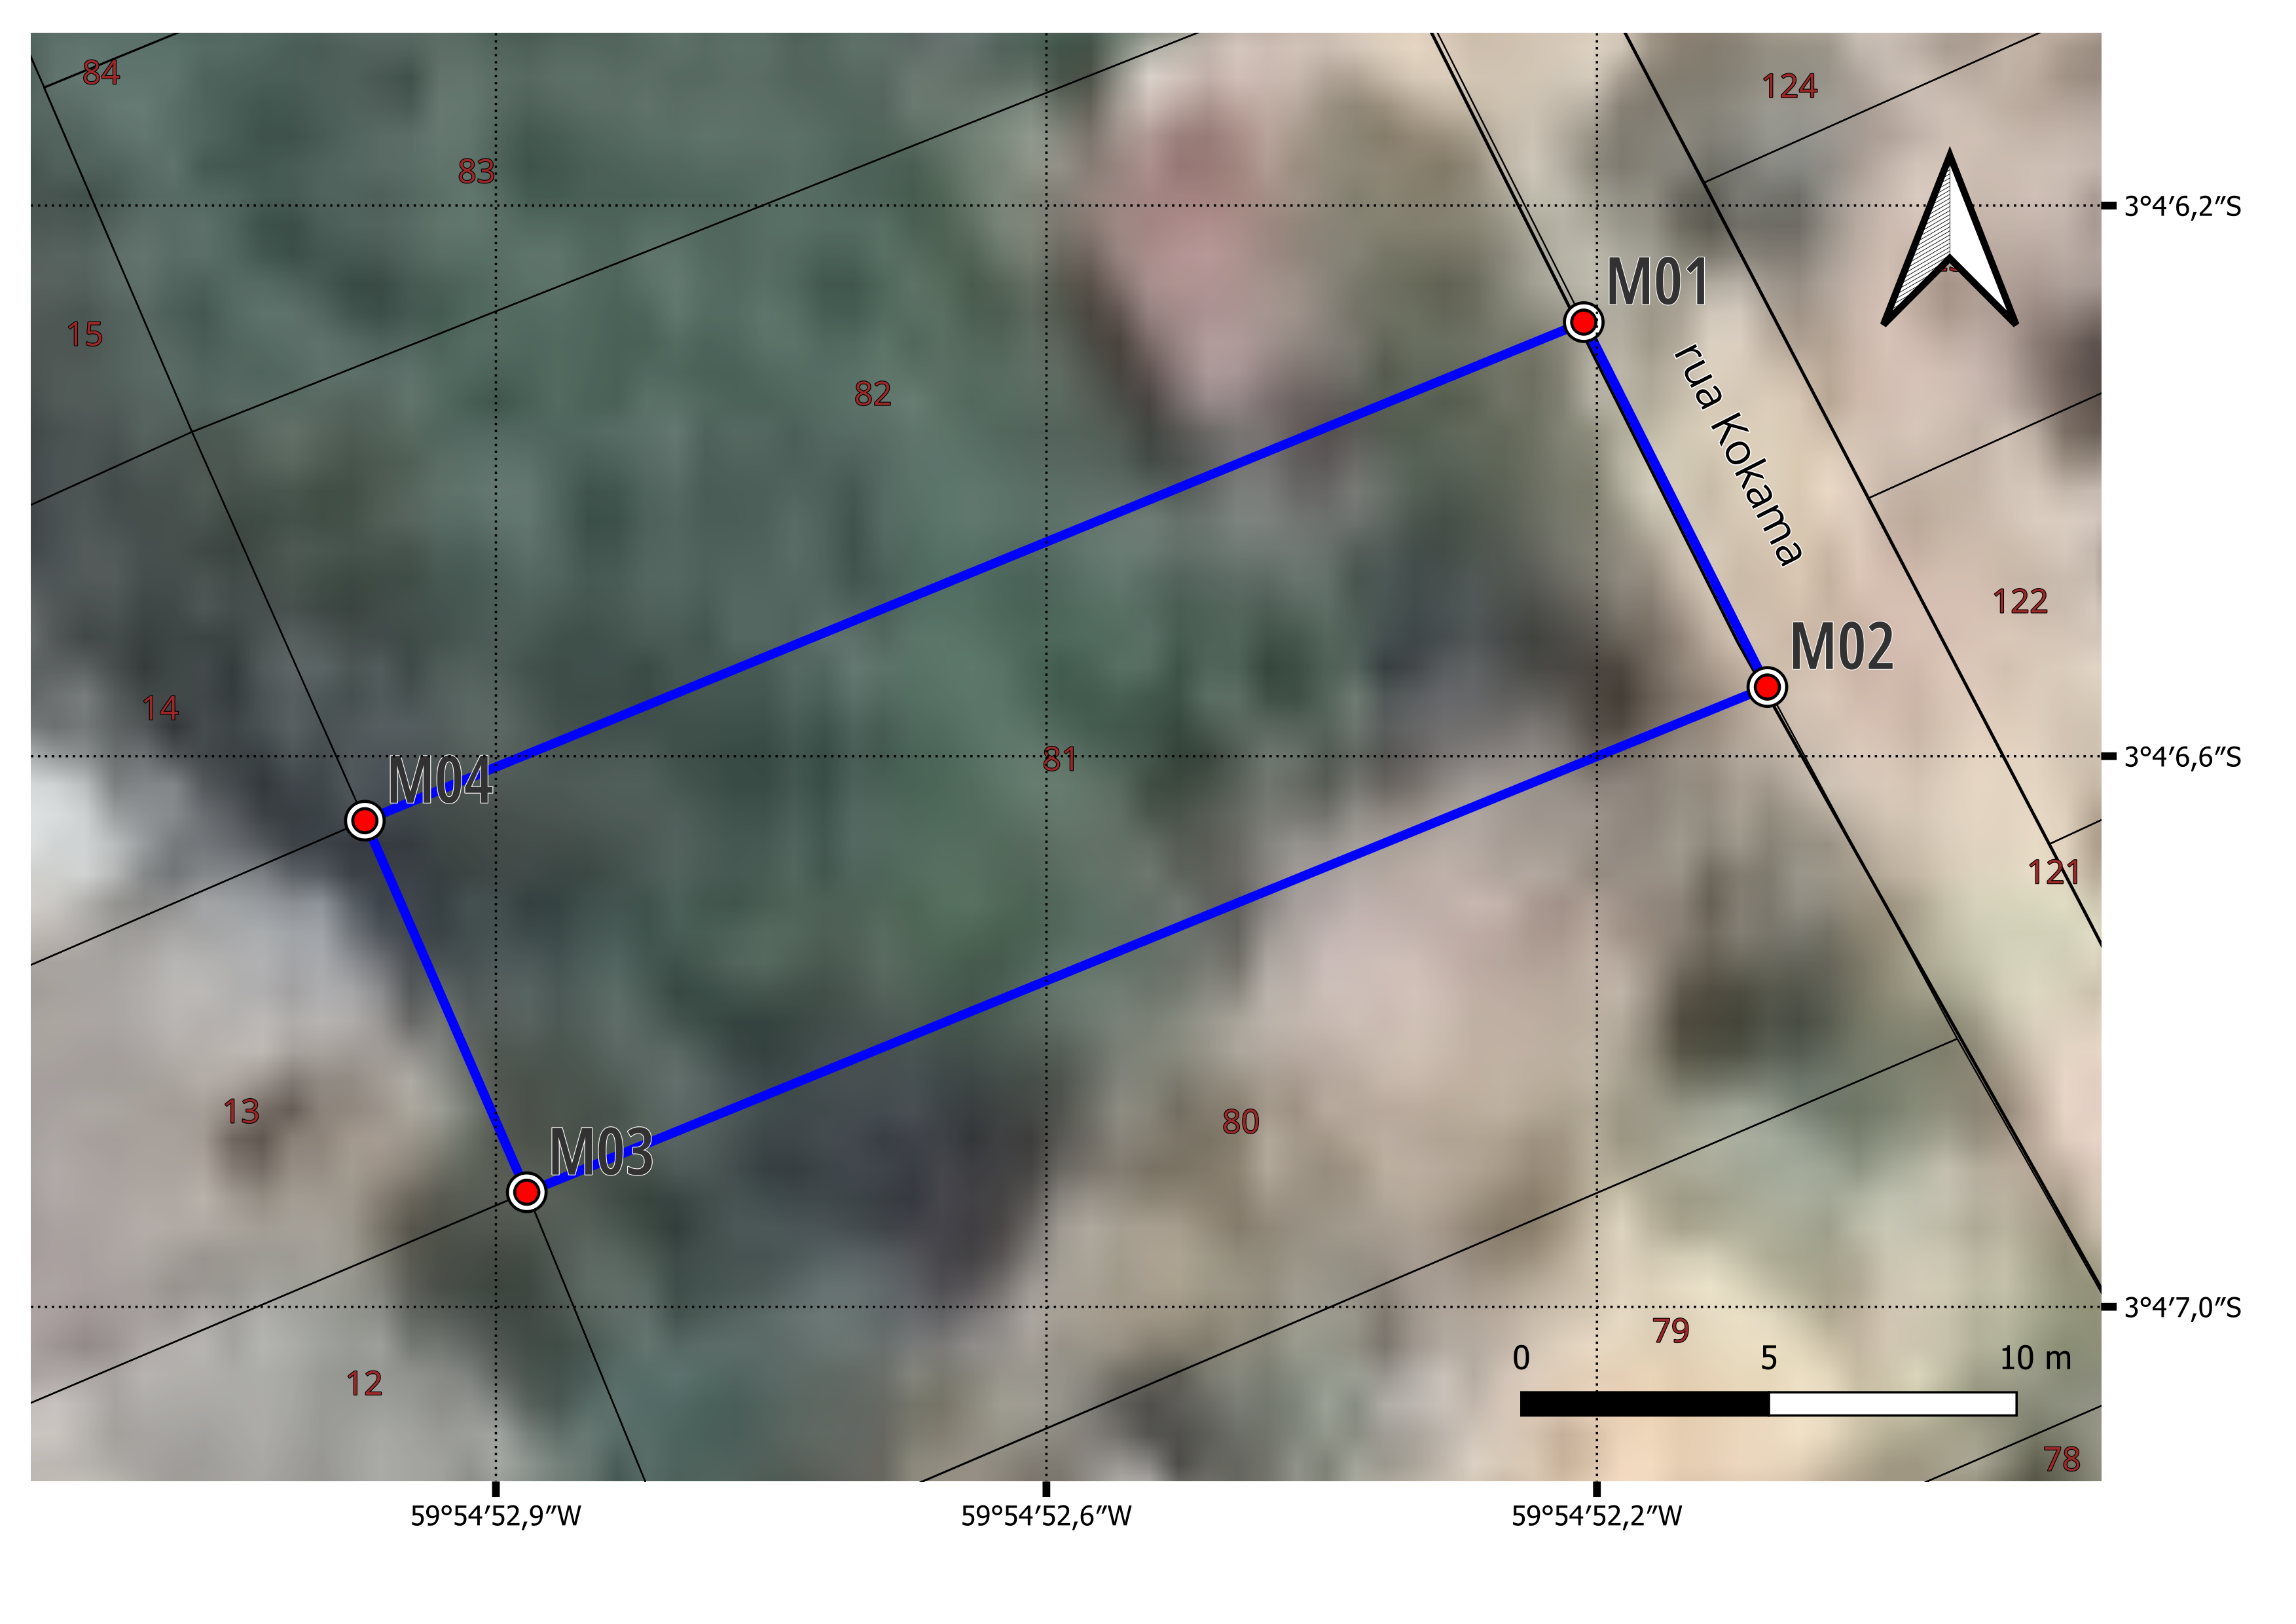 84
124
83
3°4′6,2″S
M01
15
82
rua Kokama
122
M02
14
M04
81
3°4′6,6″S
121
13
80
M03
3°4′7,0″S
79
0 5 10 m
12
78
59°54′52,9″W 59°54′52,6″W 59°54′52,2″W